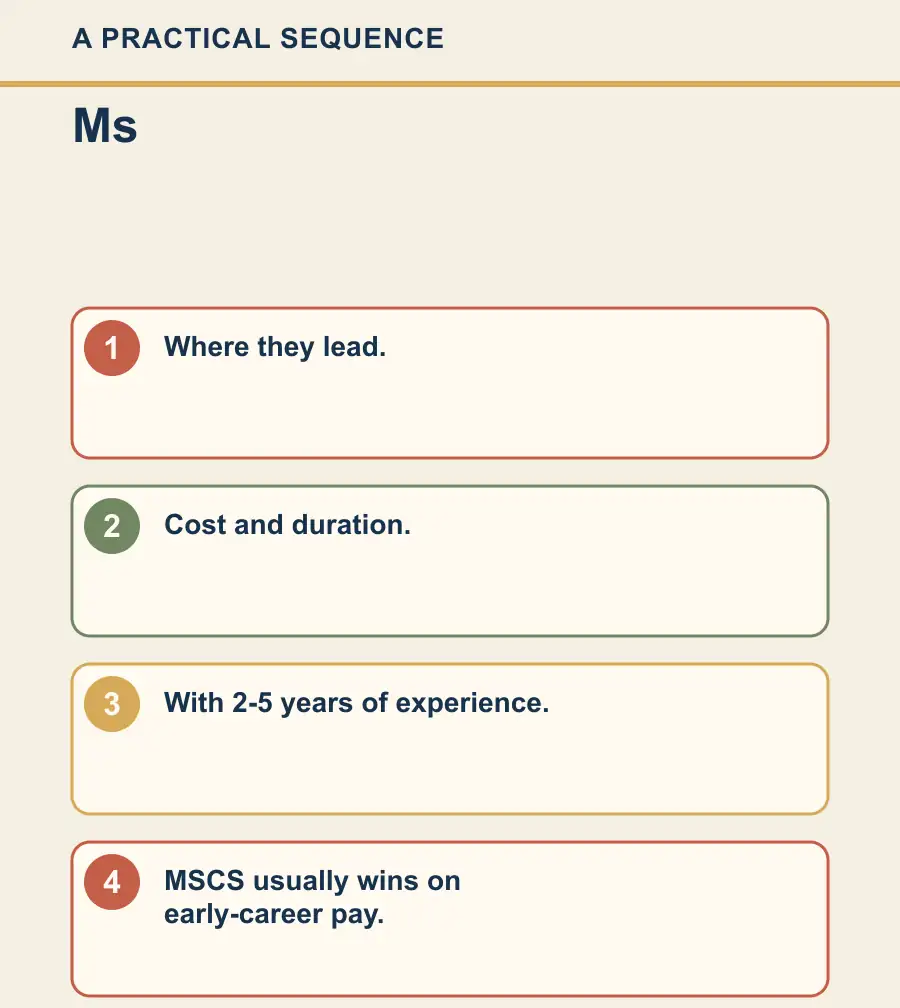 A PRACTICAL SEQUENCE
Ms
1
Where they lead.
2
Cost and duration.
3
With 2-5 years of experience.
4
MSCS usually wins on
early-career pay.